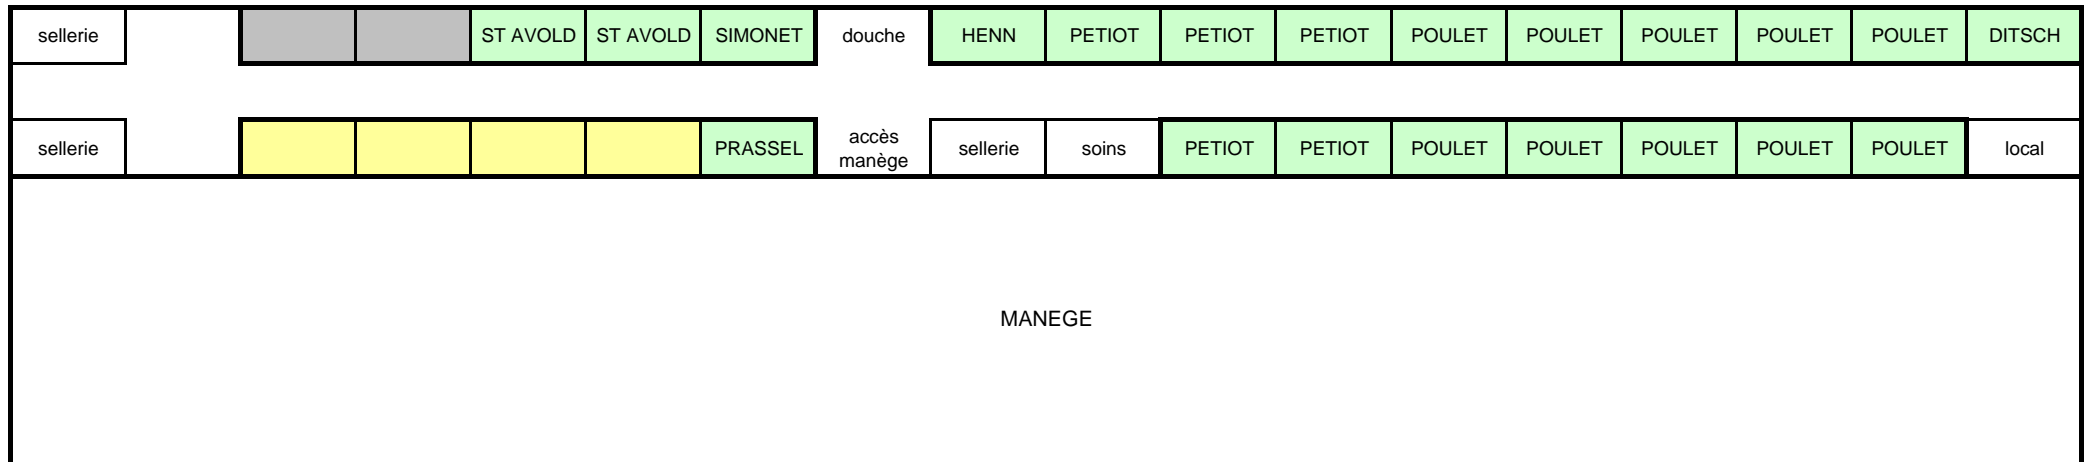 sellerie ST AVOLD ST AVOLD SIMONET douche HENN PETIOT PETIOT PETIOT POULET POULET POULET POULET POULET DITSCH
sellerie PRASSEL accès manège sellerie soins PETIOT PETIOT POULET POULET POULET POULET POULET local
MANEGE